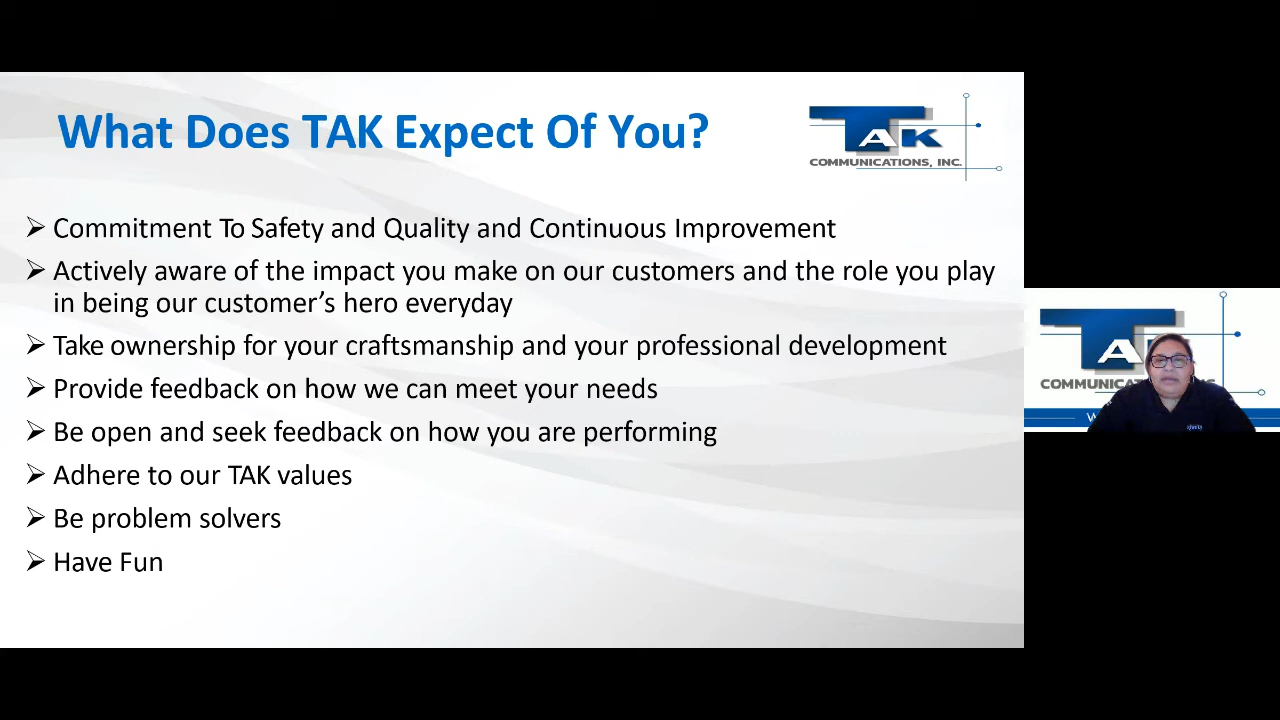 What Does TAK Expect Of You?
TAK
COMMUNICATIONS, INC.
➢ Commitment To Safety and Quality and Continuous Improvement
➢ Actively aware of the impact you make on our customers and the role you play
in being our customer’s hero everyday
➢ Take ownership for your craftsmanship and your professional development
➢ Provide feedback on how we can meet your needs
➢ Be open and seek feedback on how you are performing
➢ Adhere to our TAK values
➢ Be problem solvers
➢ Have Fun
TA